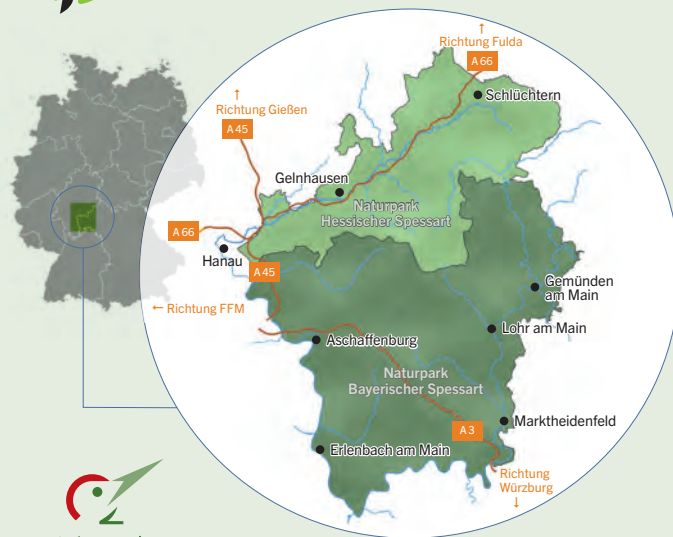 ↑
Richtung Fulda
A 66
Schlüchtern
↑
Richtung Gießen
A 45
Gelnhausen
Naturpark
Hessischer Spessart
A 66
Hanau
A 45
Gemünden
am Main
← Richtung FFM
Lohr am Main
Aschaffenburg
Naturpark
Bayerischer Spessart
Marktheidenfeld
A 3
Erlenbach am Main
Richtung
Würzburg
↓